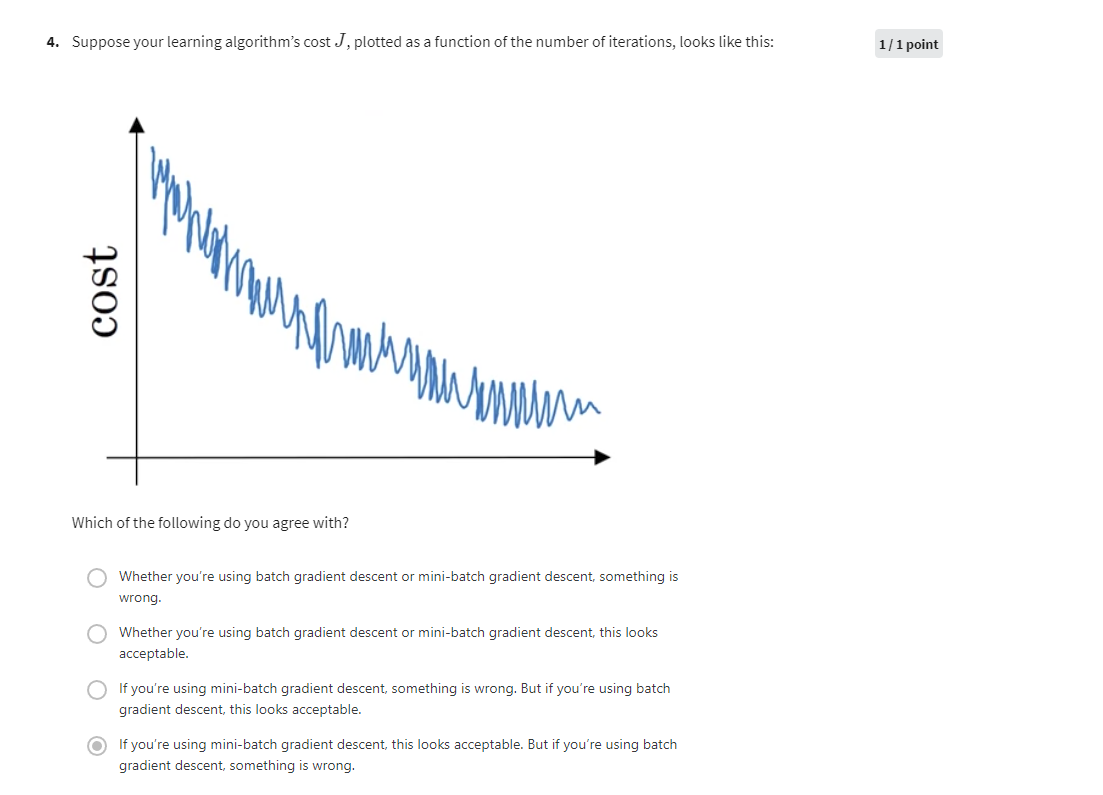 4. Suppose your learning algorithm's cost J, plotted as a function of the number of iterations, looks like this:
1 / 1 point
cost
Which of the following do you agree with?
Whether you're using batch gradient descent or mini-batch gradient descent, something is
wrong.
Whether you're using batch gradient descent or mini-batch gradient descent, this looks
acceptable.
If you're using mini-batch gradient descent, something is wrong. But if you're using batch
gradient descent, this looks acceptable.
If you're using mini-batch gradient descent, this looks acceptable. But if you're using batch
gradient descent, something is wrong.